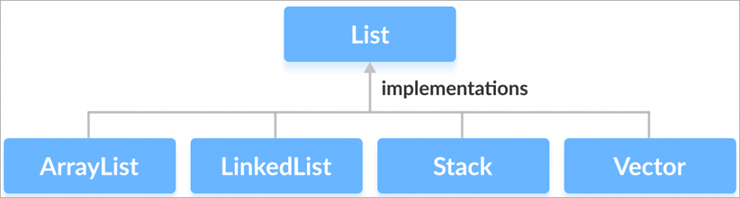 List
implementations
ArrayList
LinkedList
Stack
Vector